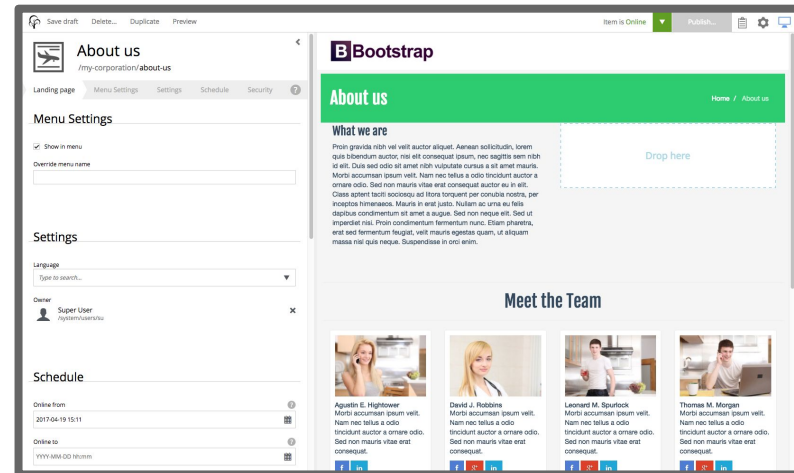 Save draft Delete... Duplicate Preview
Item is Online Publish...
About us
/my-corporation/about-us
Landing page Menu Settings Settings Schedule Security ?
Menu Settings
Show in menu
Override menu name
Settings
Language
Type to search...
Owner
Super User
/system/users/su
Schedule
Online from ?
2017-04-19 15:11
Online to ?
YYYY-MM-DD hh:mm
B Bootstrap
About us
Home / About us
What we are
Proin gravida nibh vel velit auctor aliquet. Aenean sollicitudin, lorem
quis bibendum auctor, nisi elit consequat ipsum, nec sagittis sem nibh
id elit. Duis sed odio sit amet nibh vulputate cursus a sit amet mauris.
Morbi accumsan ipsum velit. Nam nec tellus a odio tincidunt auctor a
ornare odio. Sed non mauris vitae erat consequat auctor eu in elit.
Class aptent taciti sociosqu ad litora torquent per conubia nostra, per
inceptos himenaeos. Mauris in erat justo. Nullam ac urna eu felis
dapibus condimentum sit amet a augue. Sed non neque elit. Sed ut
imperdiet nisi. Proin condimentum fermentum nunc. Etiam pharetra,
erat sed fermentum feugiat, velit mauris egestas quam, ut aliquam
massa nisl quis neque. Suspendisse in orci enim.
Drop here
Meet the Team
Agustin E. Hightower
Morbi accumsan ipsum velit.
Nam nec tellus a odio
tincidunt auctor a ornare odio.
Sed non mauris vitae erat
consequat.
f g+ in
David J. Robbins
Morbi accumsan ipsum velit.
Nam nec tellus a odio
tincidunt auctor a ornare odio.
Sed non mauris vitae erat
consequat.
f g+ in
Leonard M. Spurlock
Morbi accumsan ipsum velit.
Nam nec tellus a odio
tincidunt auctor a ornare odio.
Sed non mauris vitae erat
consequat.
f g+ in
Thomas M. Morgan
Morbi accumsan ipsum velit.
Nam nec tellus a odio
tincidunt auctor a ornare odio.
Sed non mauris vitae erat
consequat.
f g+ in